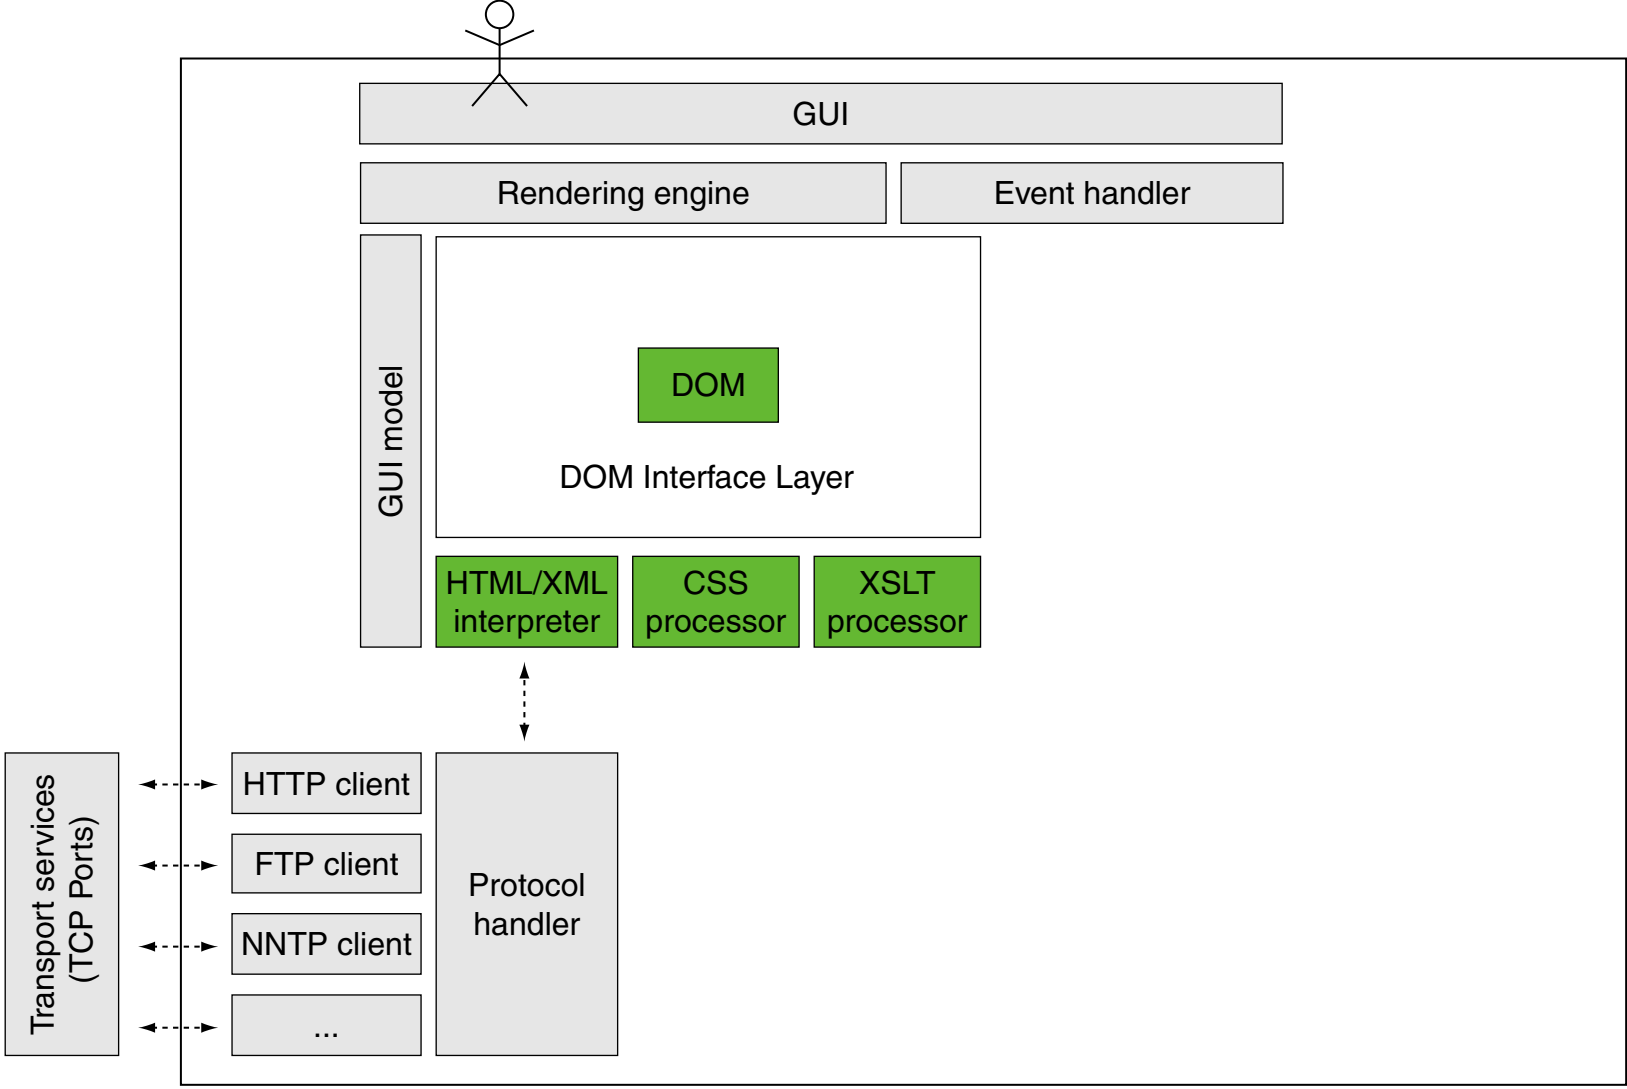 GUI
Rendering engine
Event handler
GUI model
DOM
DOM Interface Layer
HTML/XML
interpreter
CSS
processor
XSLT
processor
Transport services
(TCP Ports)
HTTP client
FTP client
NNTP client
...
Protocol
handler